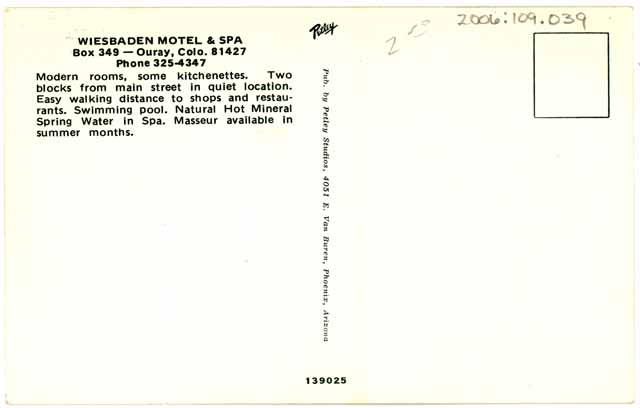 WIESBADEN MOTEL & SPA
Box 349 — Ouray, Colo. 81427
Phone 325-4347
Modern rooms, some kitchenettes. Two
blocks from main street in quiet location.
Easy walking distance to shops and restau-
rants. Swimming pool. Natural Hot Mineral
Spring Water in Spa. Masseur available in
summer months.
Petley
Pub. by Petley Studios, 4051 E. Van Buren, Phoenix, Arizona
139025
2 50
2006:109.039